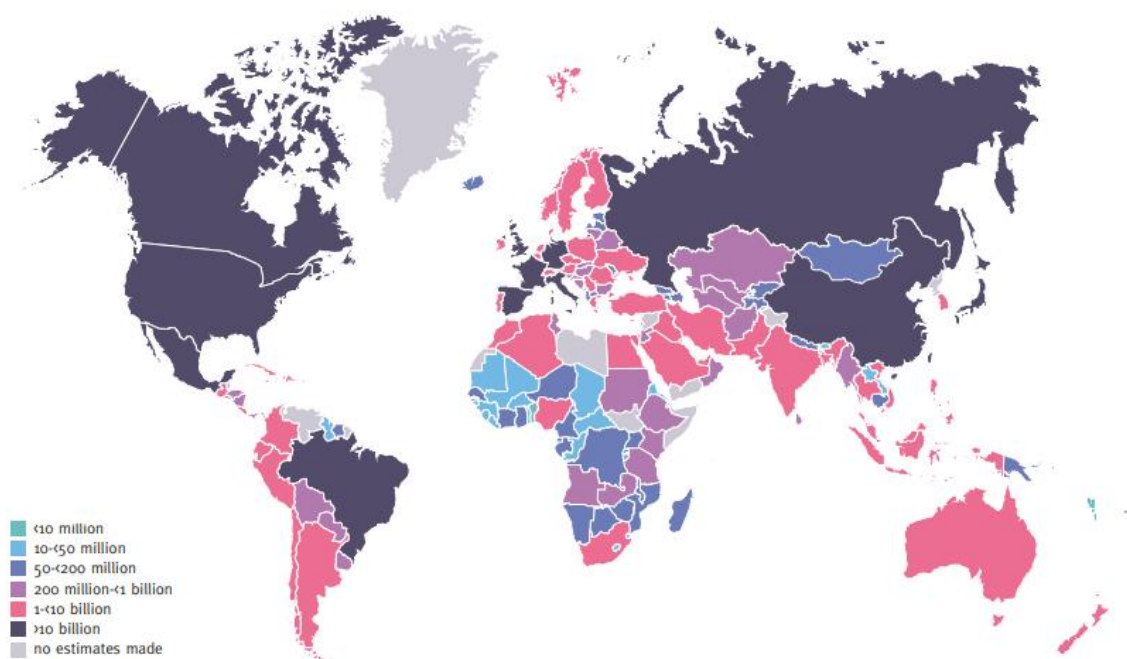 <10 million
10-<50 million
50-<200 million
200 million-<1 billion
1-<10 billion
>10 billion
no estimates made